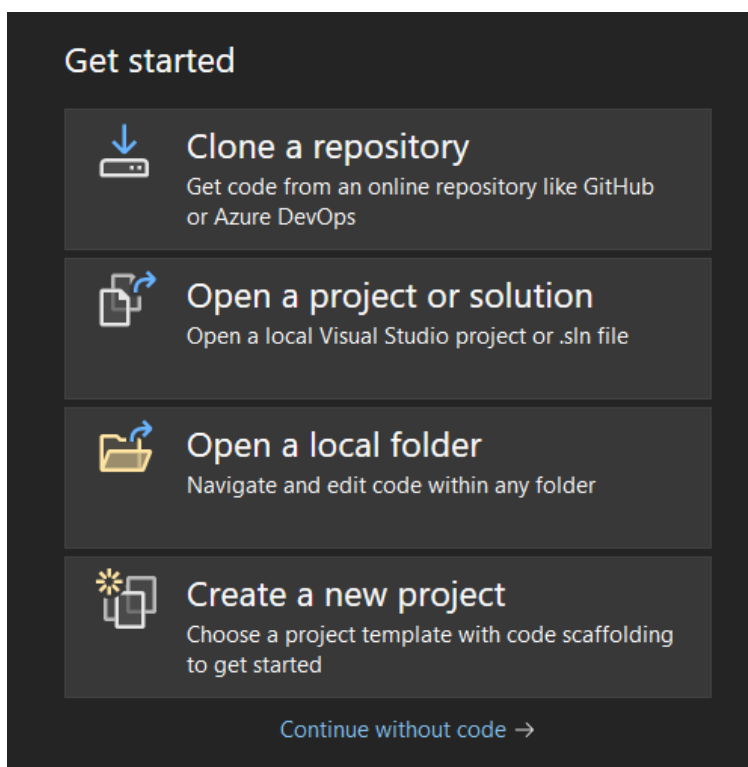 Get started
Clone a repository
Get code from an online repository like GitHub
or Azure DevOps
Open a project or solution
Open a local Visual Studio project or .sln file
Open a local folder
Navigate and edit code within any folder
Create a new project
Choose a project template with code scaffolding
to get started
Continue without code →